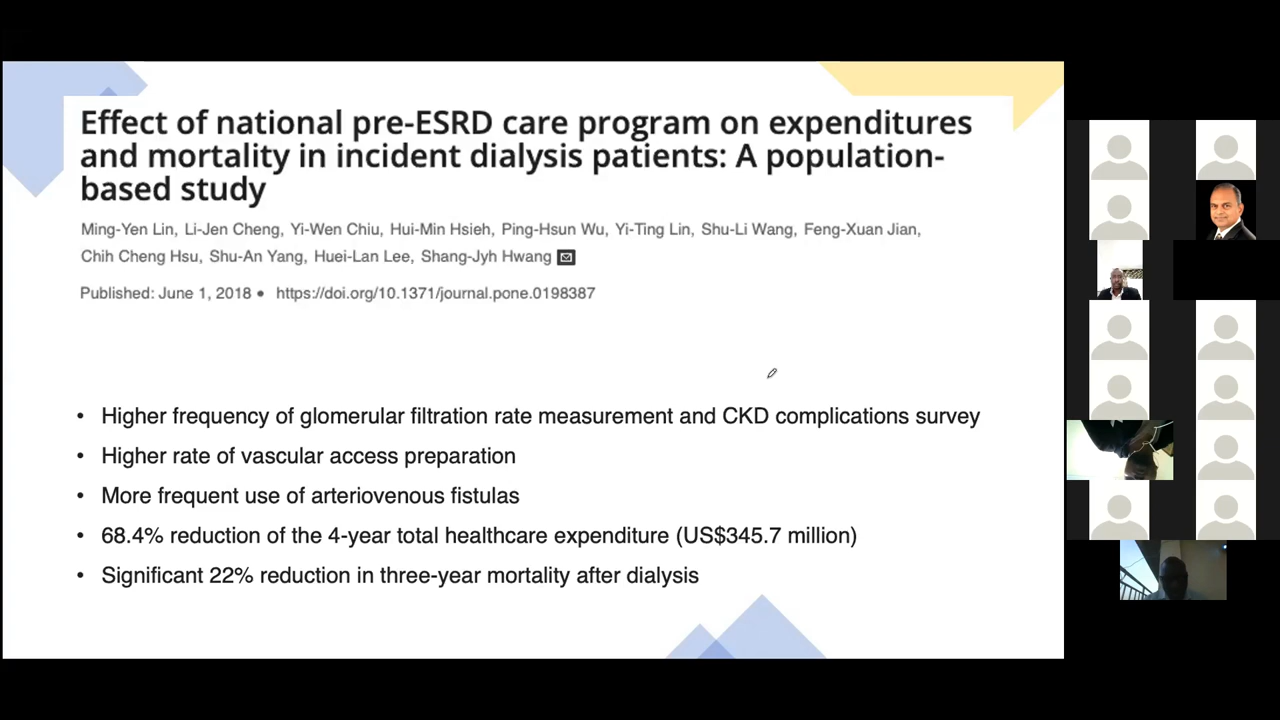 Effect of national pre-ESRD care program on expenditures
and mortality in incident dialysis patients: A population-
based study
Ming-Yen Lin, Li-Jen Cheng, Yi-Wen Chiu, Hui-Min Hsieh, Ping-Hsun Wu, Yi-Ting Lin, Shu-Li Wang, Feng-Xuan Jian,
Chih Cheng Hsu, Shu-An Yang, Huei-Lan Lee, Shang-Jyh Hwang
Published: June 1, 2018 • https://doi.org/10.1371/journal.pone.0198387
• Higher frequency of glomerular filtration rate measurement and CKD complications survey
• Higher rate of vascular access preparation
• More frequent use of arteriovenous fistulas
• 68.4% reduction of the 4-year total healthcare expenditure (US$345.7 million)
• Significant 22% reduction in three-year mortality after dialysis